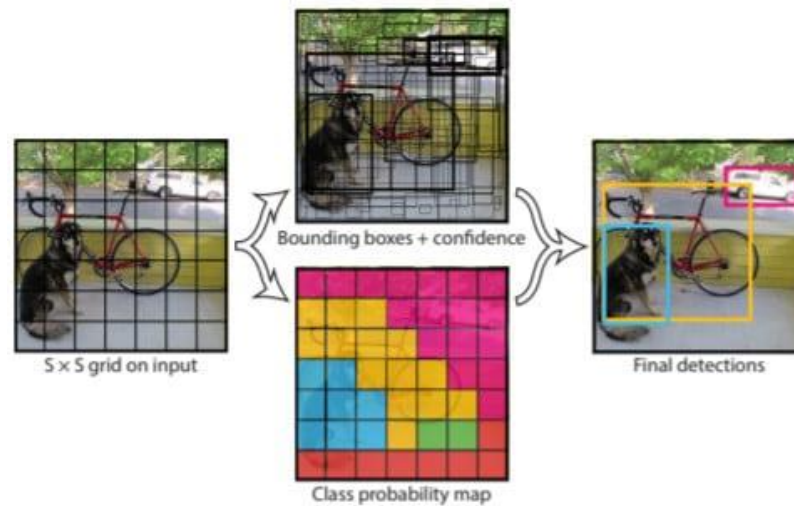 Bounding boxes + confidence
S × S grid on input
Final detections
Class probability map